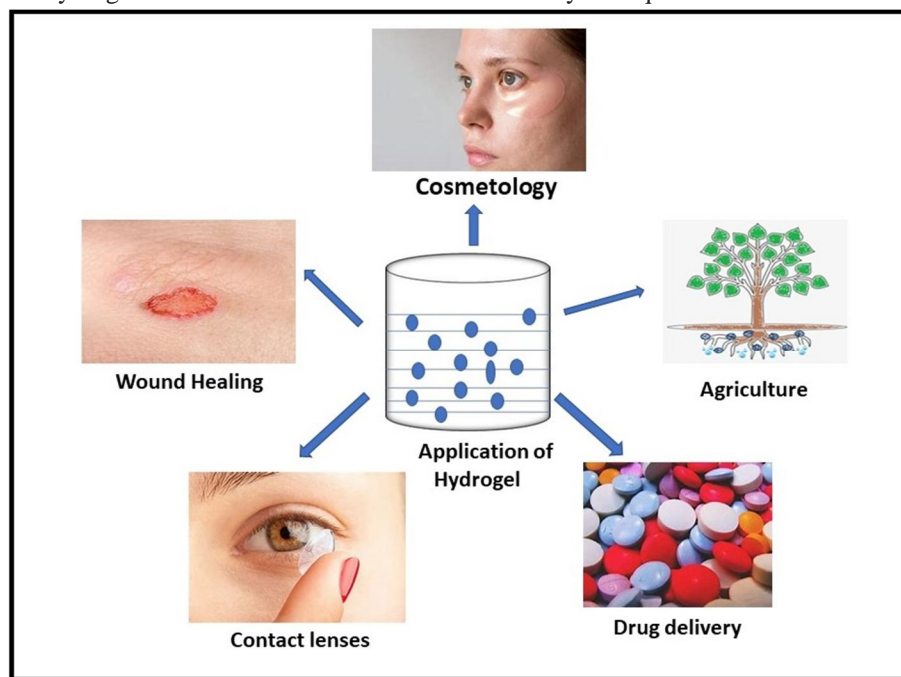 Cosmetology
Wound Healing
Agriculture
Application of
Hydrogel
Contact lenses
Drug delivery